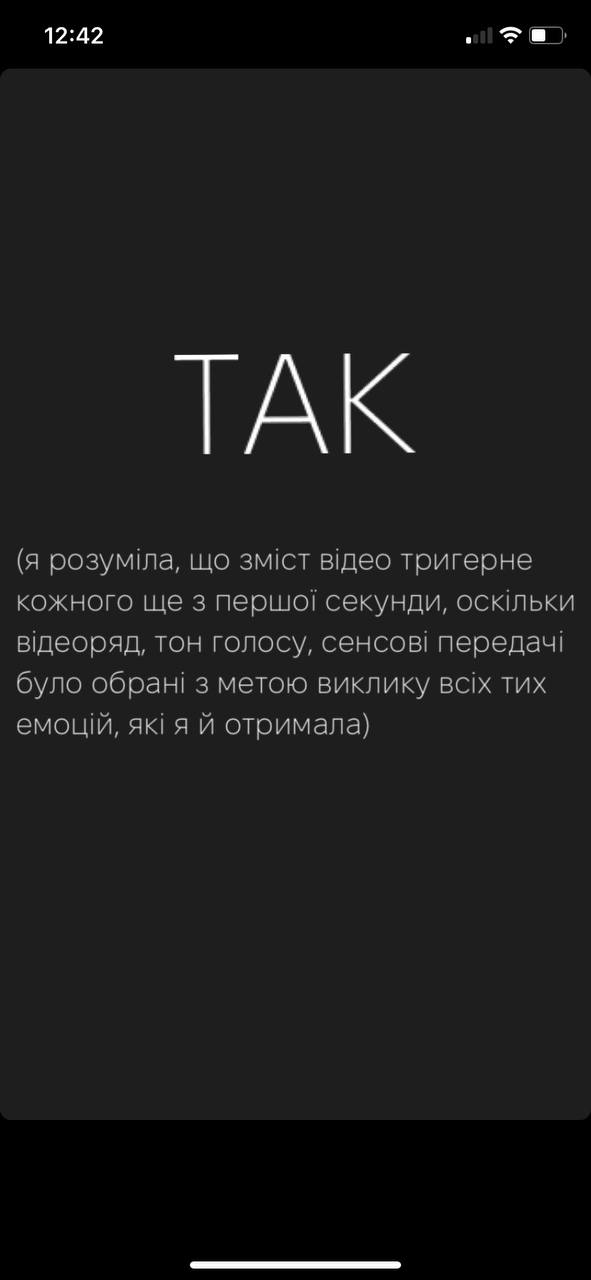 12:42
ТАК
(я розуміла, що зміст відео тригерне
кожного ще з першої секунди, оскільки
відеоряд, тон голосу, сенсові передачі
було обрані з метою виклику всіх тих
емоцій, які я й отримала)